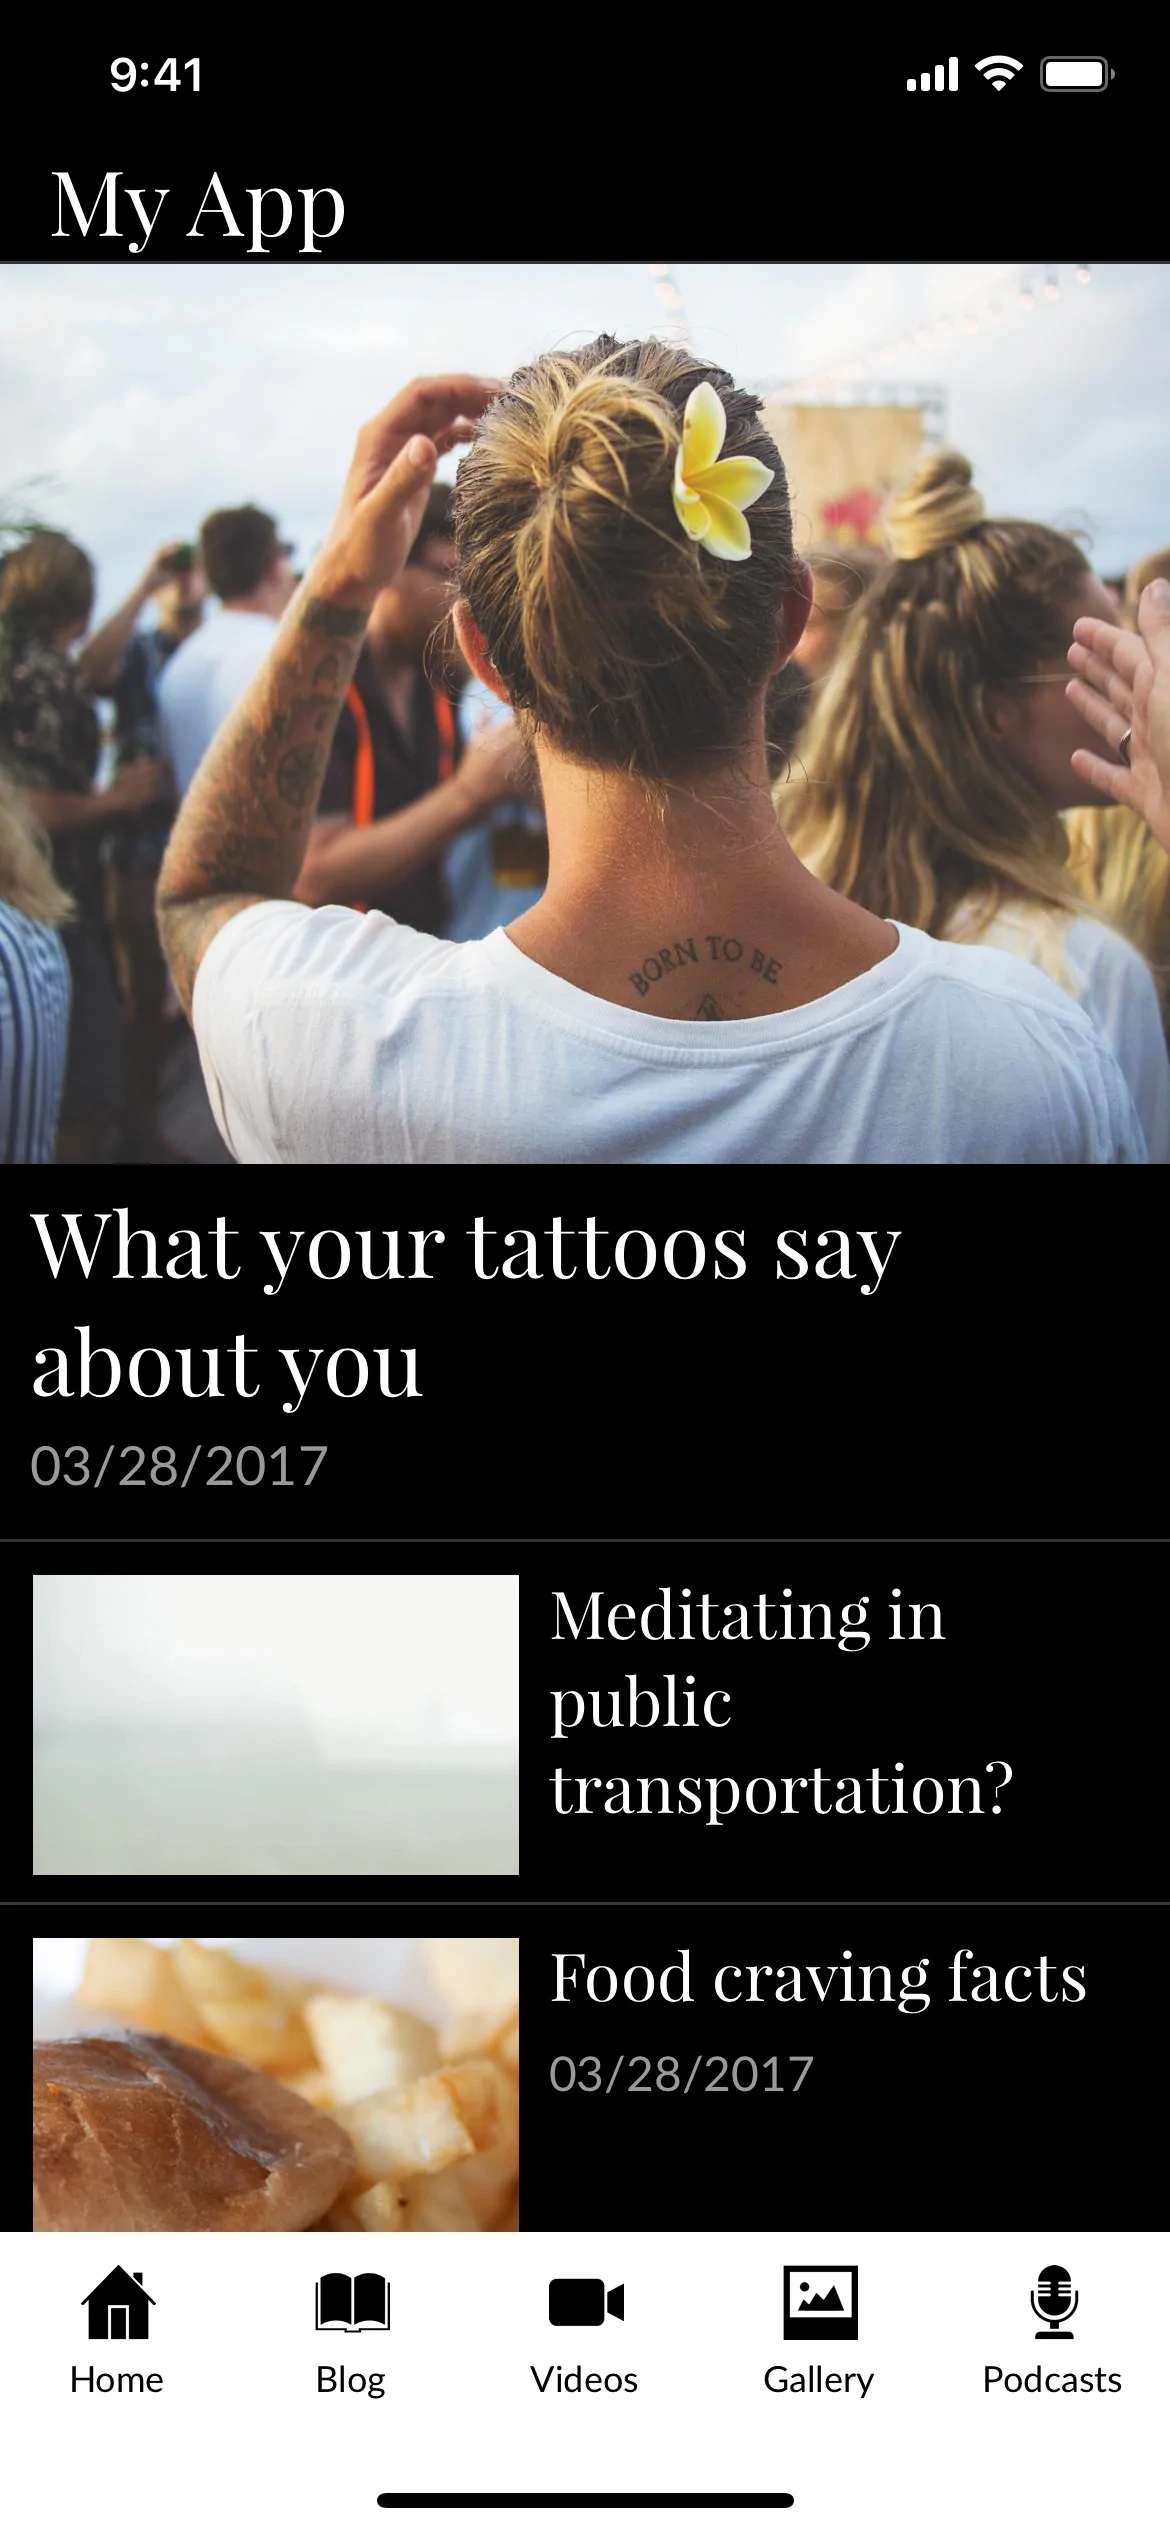 9:41
My App
BORN TO BE
What your tattoos say
about you
03/28/2017
Meditating in
public
transportation?
Food craving facts
03/28/2017
Home
Blog
Videos
Gallery
Podcasts